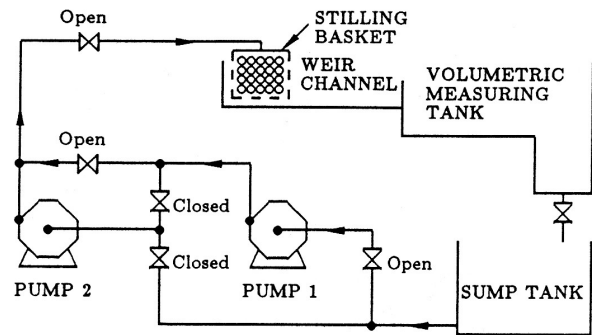 Open
STILLING
BASKET
WEIR
CHANNEL
VOLUMETRIC
MEASURING
TANK
Open
Closed
Closed
Open
PUMP 2
PUMP 1
SUMP TANK